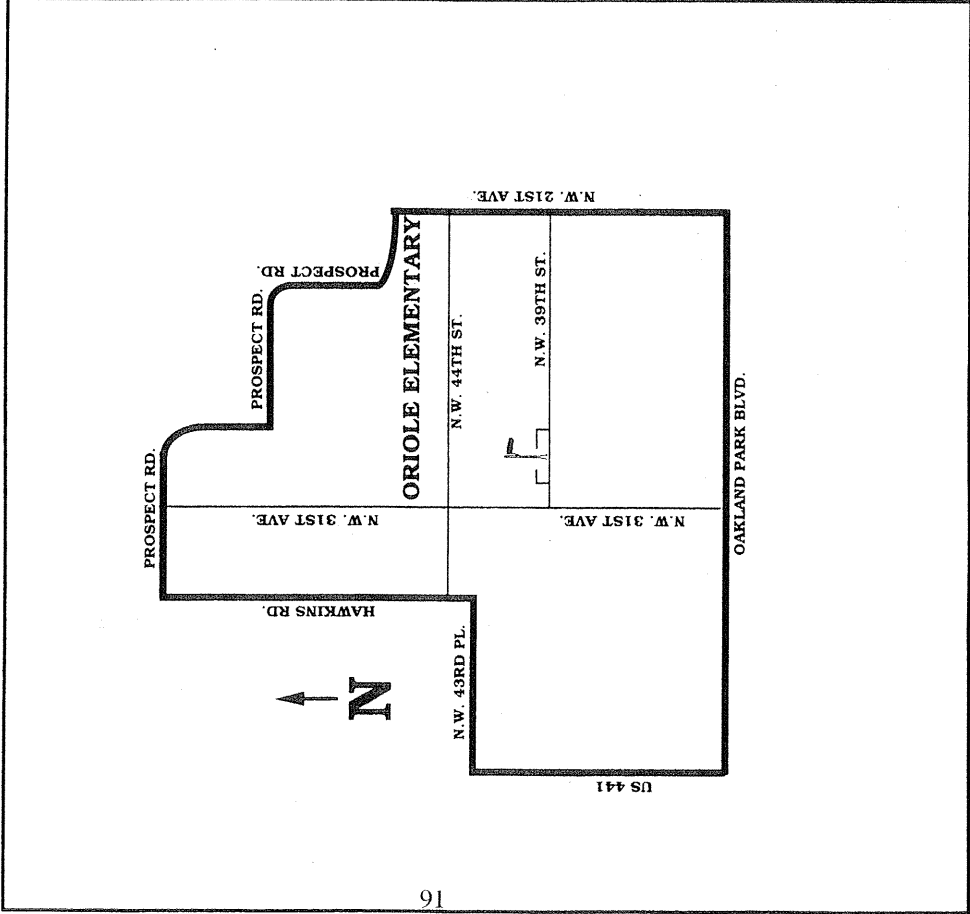 N.W. 21ST AVE.
PROSPECT RD.
PROSPECT RD.
PROSPECT RD.
ORIOLE ELEMENTARY
N.W. 44TH ST.
N.W. 39TH ST.
OAKLAND PARK BLVD.
N.W. 31ST AVE.
N.W. 31ST AVE.
HAWKINS RD.
N.W. 43RD PL.
N
US 441
91